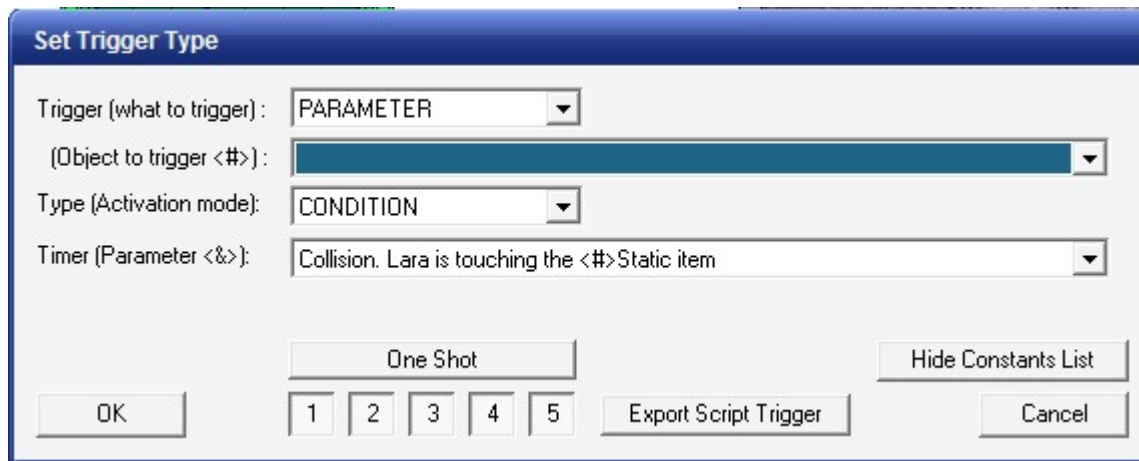 Set Trigger Type
Trigger (what to trigger) : PARAMETER
(Object to trigger <#>) :
Type (Activation mode): CONDITION
Timer (Parameter <&>): Collision. Lara is touching the <#>Static item
One Shot Hide Constants List
OK 1 2 3 4 5 Export Script Trigger Cancel